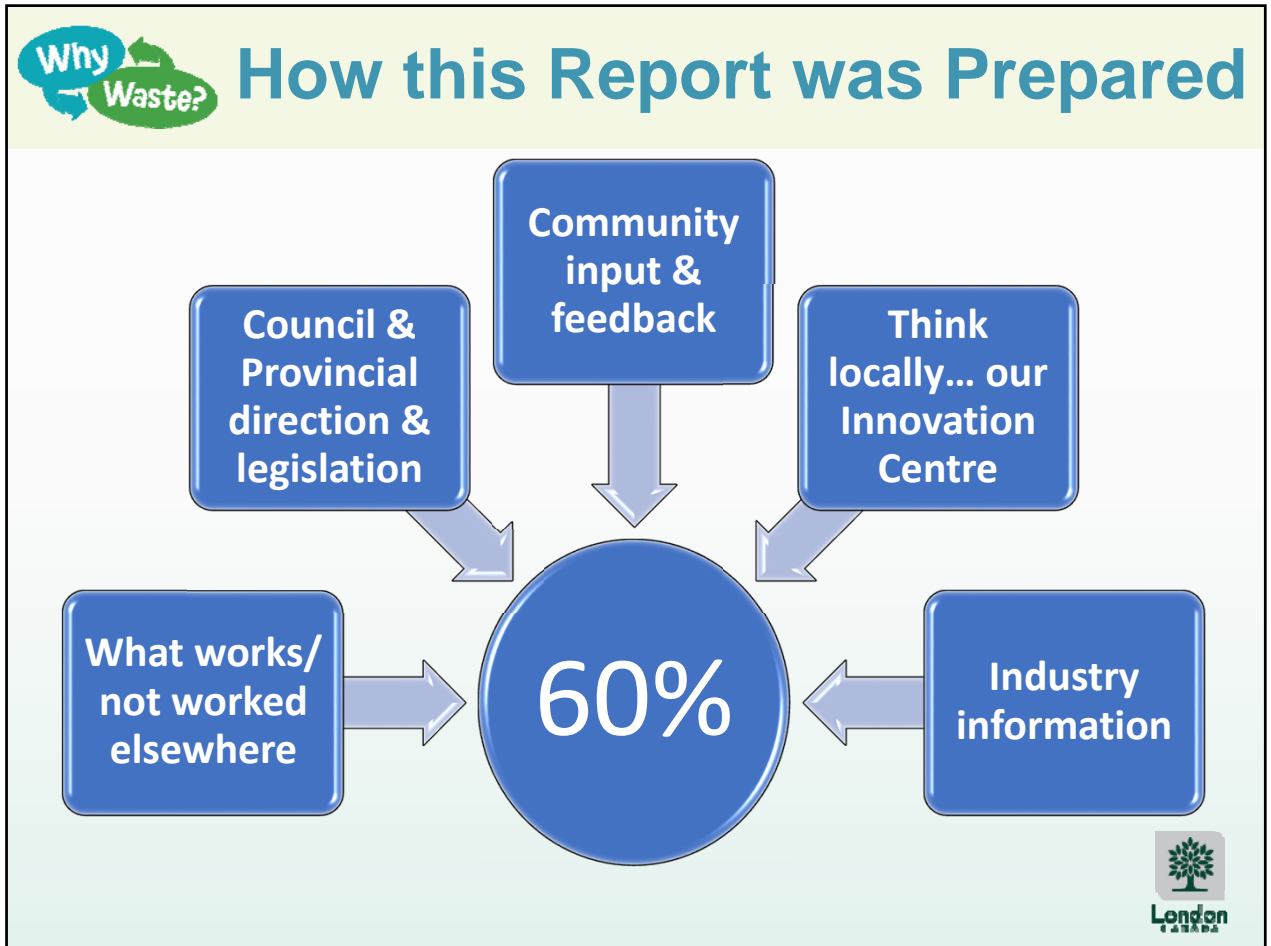 Why
Waste?
How this Report was Prepared
Community
input &
feedback
Council &
Provincial
direction &
legislation
Think
locally... our
Innovation
Centre
What works/
not worked
elsewhere
60%
Industry
information
London
CANADA